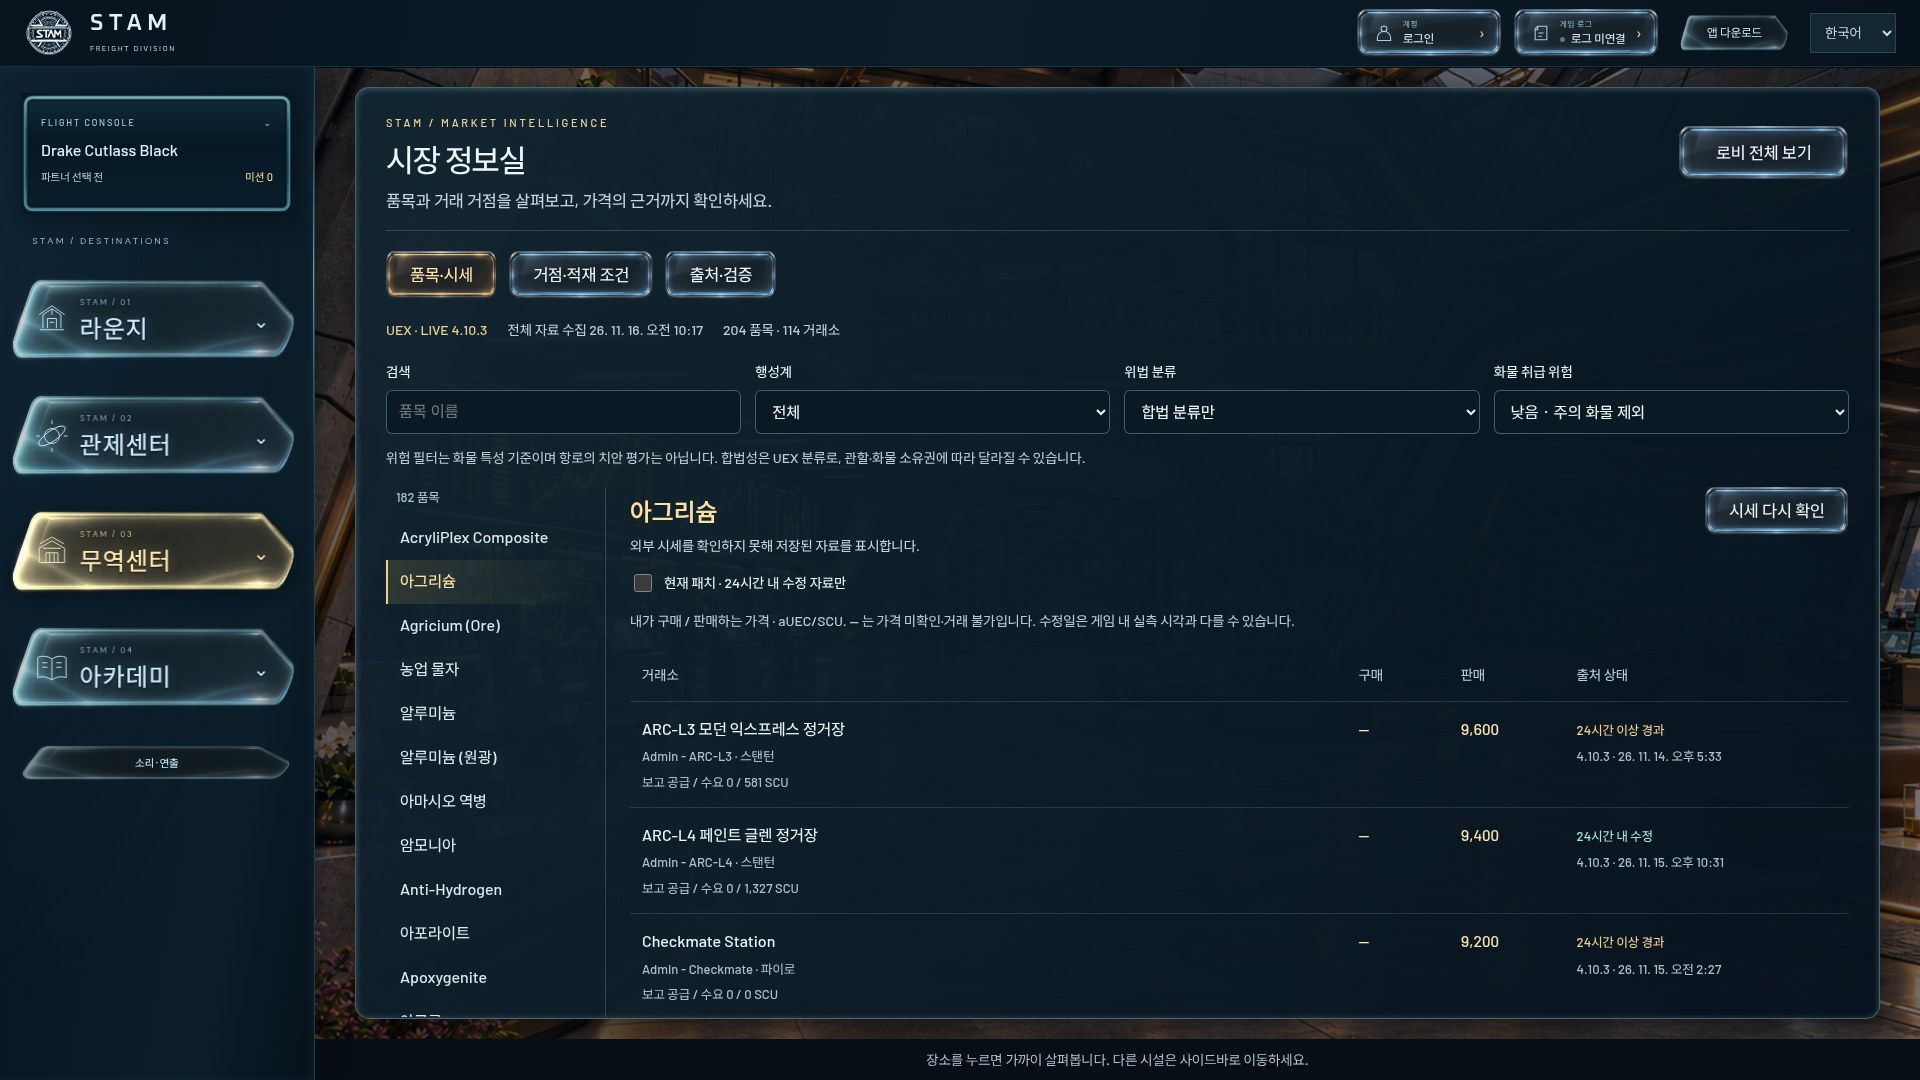 STAM
FREIGHT DIVISION
계정
로그인
게임 로그
로그 미연결
앱 다운로드
한국어
FLIGHT CONSOLE
Drake Cutlass Black
파트너 선택 전
미션 0
STAM / DESTINATIONS
STAM / 01
라운지
STAM / 02
관제센터
STAM / 03
무역센터
STAM / 04
아카데미
소리·연출
STAM / MARKET INTELLIGENCE
시장 정보실
품목과 거래 거점을 살펴보고, 가격의 근거까지 확인하세요.
로비 전체 보기
품목·시세
거점·적재 조건
출처·검증
UEX · LIVE 4.10.3
전체 자료 수집 26. 11. 16. 오전 10:17
204 품목 · 114 거래소
검색
품목 이름
행성계
전체
위법 분류
합법 분류만
화물 취급 위험
낮음 · 주의 화물 제외
위험 필터는 화물 특성 기준이며 항로의 치안 평가는 아닙니다. 합법성은 UEX 분류로, 관할·화물 소유권에 따라 달라질 수 있습니다.
182 품목
AcryliPlex Composite
아그리슘
Agricium (Ore)
농업 물자
알루미늄
알루미늄 (원광)
아마시오 역병
암모니아
Anti-Hydrogen
아포라이트
Apoxygenite
아그리슘
외부 시세를 확인하지 못해 저장된 자료를 표시합니다.
시세 다시 확인
현재 패치 · 24시간 내 수정 자료만
내가 구매 / 판매하는 가격 · aUEC/SCU. — 는 가격 미확인·거래 불가입니다. 수정일은 게임 내 실측 시각과 다를 수 있습니다.
거래소 구매 판매 출처 상태
ARC-L3 모던 익스프레스 정거장 — 9,600 24시간 이상 경과
Admin - ARC-L3 · 스탠턴 4.10.3 · 26. 11. 14. 오후 5:33
보고 공급 / 수요 0 / 581 SCU
ARC-L4 페인트 글렌 정거장 — 9,400 24시간 내 수정
Admin - ARC-L4 · 스탠턴 4.10.3 · 26. 11. 15. 오후 10:31
보고 공급 / 수요 0 / 1,327 SCU
Checkmate Station — 9,200 24시간 이상 경과
Admin - Checkmate · 파이로 4.10.3 · 26. 11. 15. 오전 2:27
보고 공급 / 수요 0 / 0 SCU
장소를 누르면 가까이 살펴봅니다. 다른 시설은 사이드바로 이동하세요.